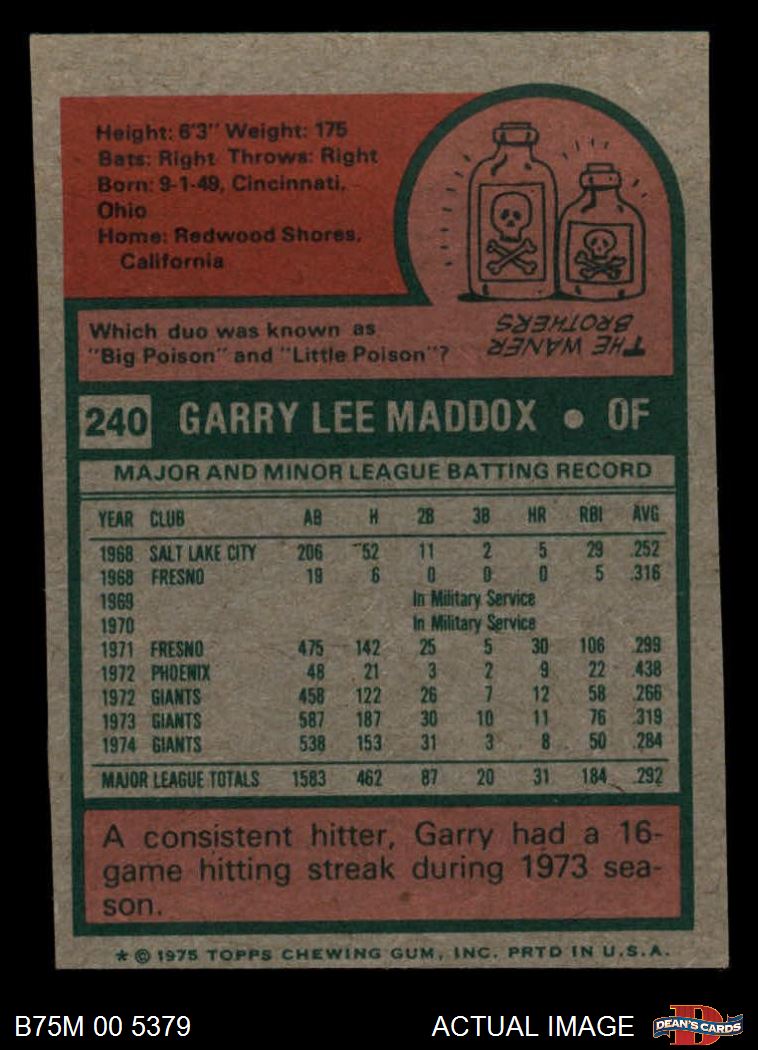 Height: 6'3" Weight: 175
Bats: Right Throws: Right
Born: 9-1-49, Cincinnati,
Ohio
Home: Redwood Shores,
California
Which duo was known as
"Big Poison" and "Little Poison"?
THE WANER
BROTHERS
240 GARRY LEE MADDOX • OF
MAJOR AND MINOR LEAGUE BATTING RECORD
YEAR CLUB AB H 2B 3B HR RBI AVG
1968 SALT LAKE CITY 206 52 11 2 5 29 .252
1968 FRESNO 19 6 0 0 0 5 .316
1969 In Military Service
1970 In Military Service
1971 FRESNO 475 142 25 5 30 106 .299
1972 PHOENIX 48 21 3 2 9 22 .438
1972 GIANTS 458 122 26 7 12 58 .266
1973 GIANTS 587 187 30 10 11 76 .319
1974 GIANTS 538 153 31 3 8 50 .284
MAJOR LEAGUE TOTALS 1583 462 87 20 31 184 .292
A consistent hitter, Garry had a 16-
game hitting streak during 1973 sea-
son.
* © 1975 TOPPS CHEWING GUM, INC. PRTD IN U.S.A.
B75M 00 5379 ACTUAL IMAGE D DEAN'S CARDS